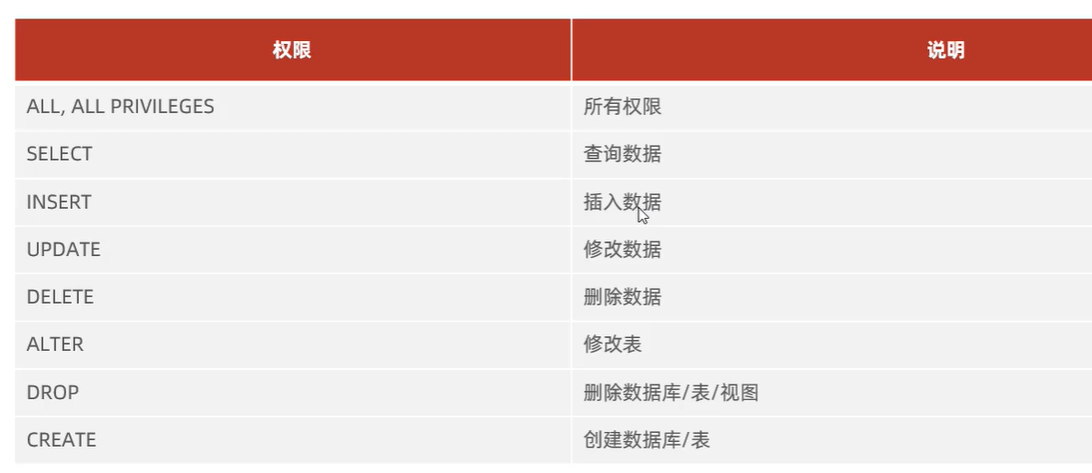 权限 说明
ALL, ALL PRIVILEGES 所有权限
SELECT 查询数据
INSERT 插入数据
UPDATE 修改数据
DELETE 删除数据
ALTER 修改表
DROP 删除数据库/表/视图
CREATE 创建数据库/表